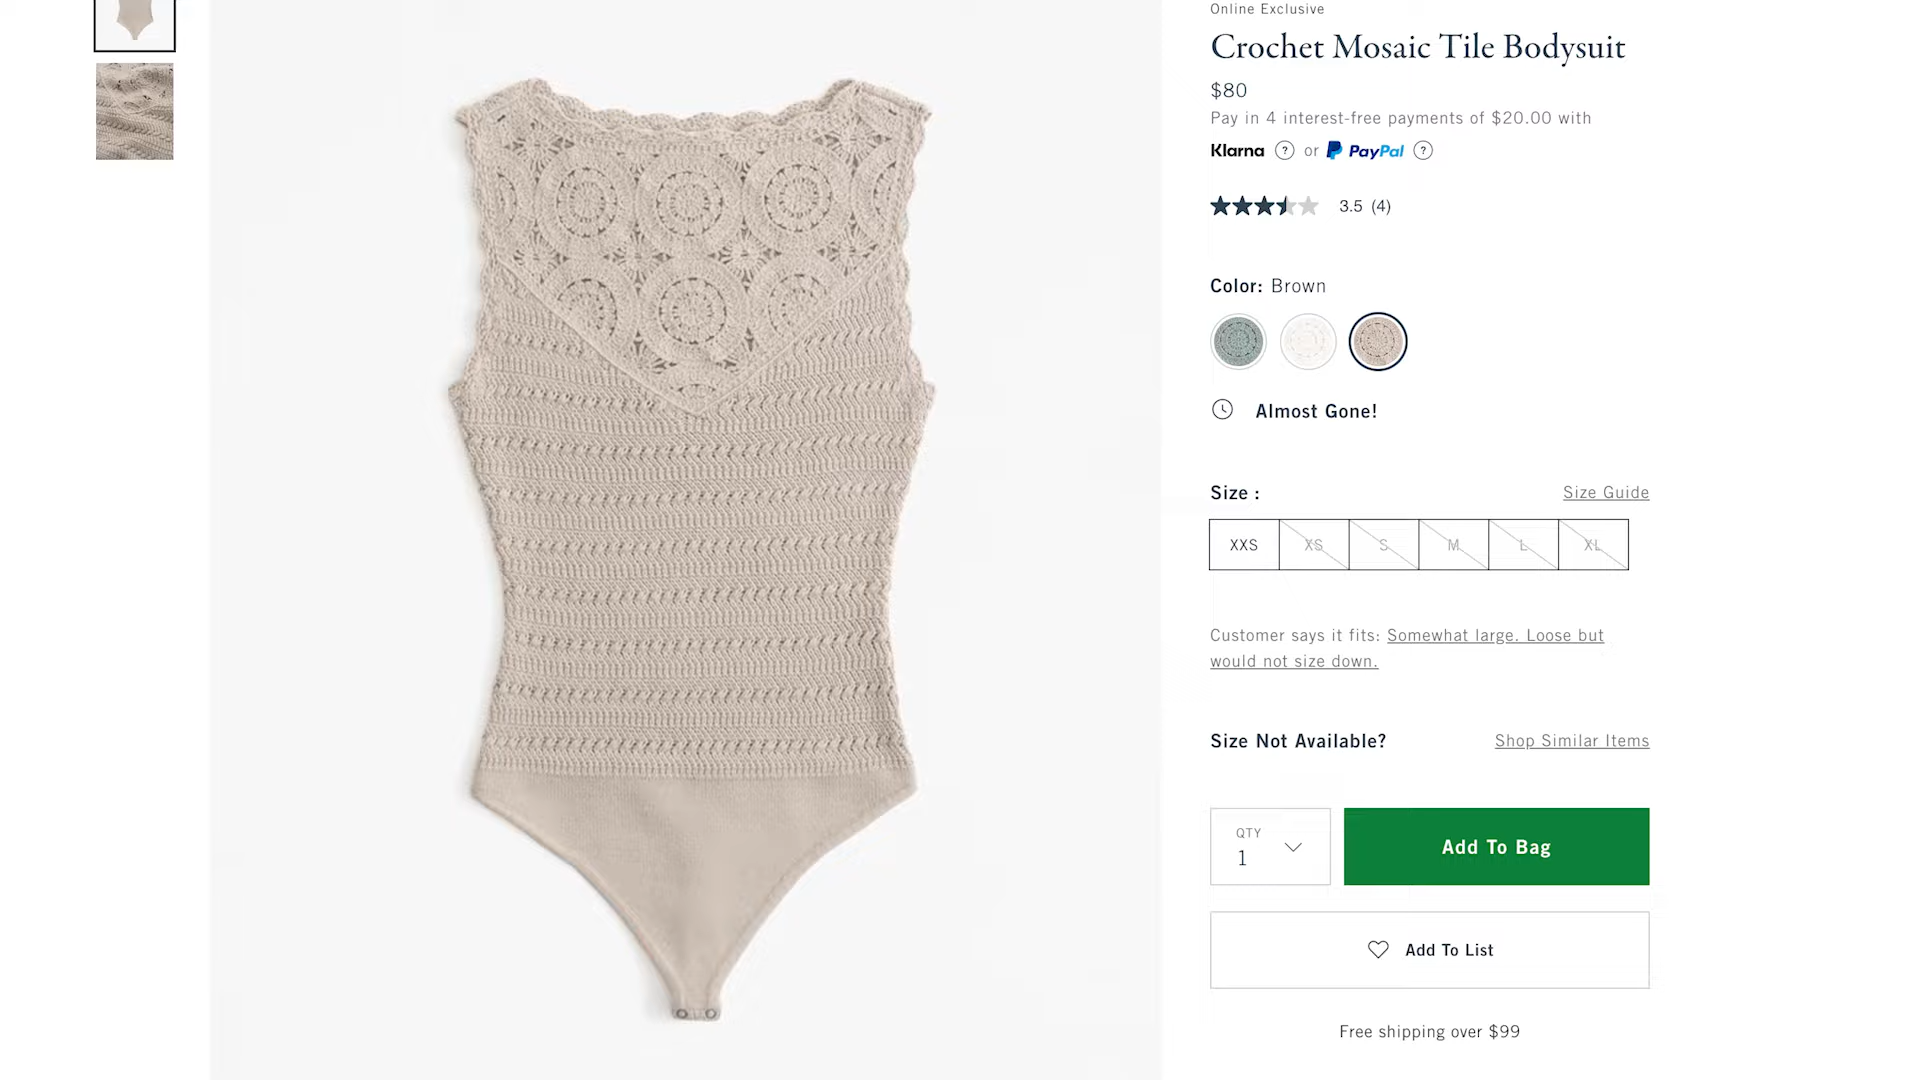 Online Exclusive
Crochet Mosaic Tile Bodysuit
$80
Pay in 4 interest-free payments of $20.00 with
Klarna ? or PayPal ?
3.5 (4)
Color: Brown
Almost Gone!
Size :
Size Guide
XXS XS S M L XL
Customer says it fits: Somewhat large. Loose but
would not size down.
Size Not Available?
Shop Similar Items
QTY
1
Add To Bag
Add To List
Free shipping over $99